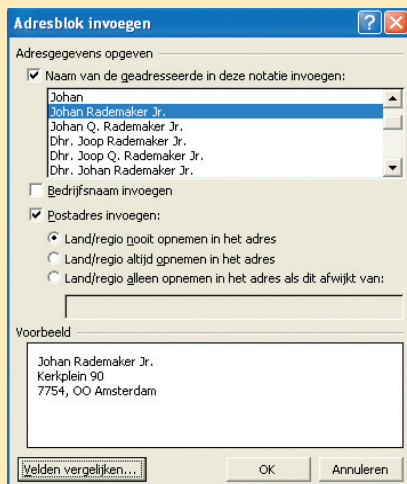 Adresblok invoegen
Adresgegevens opgeven
Naam van de geadresseerde in deze notatie invoegen:
Johan
Johan Rademaker Jr.
Johan Q. Rademaker Jr.
Dhr. Joop Rademaker Jr.
Dhr. Joop Q. Rademaker Jr.
Dhr. Johan Rademaker Jr.
Bedrijfsnaam invoegen
Postadres invoegen:
Land/regio nooit opnemen in het adres
Land/regio altijd opnemen in het adres
Land/regio alleen opnemen in het adres als dit afwijkt van:
Voorbeeld
Johan Rademaker Jr.
Kerkplein 90
7754, OO Amsterdam
Velden vergelijken... OK Annuleren